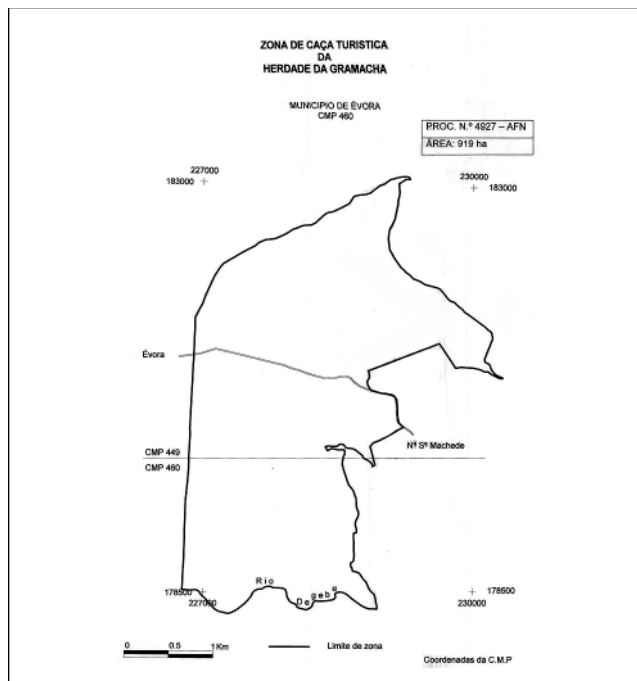 ZONA DE CAÇA TURISTICA
DA
HERDADE DA GRAMACHA
MUNICIPIO DE ÉVORA
CMP 460
PROC. N.º 4927 – AFN
ÁREA: 919 ha
227000
183000
230000
183000
Évora
Nª Sª Machede
CMP 449
CMP 460
Rio
Degebe
178500
227000
178500
230000
0 0.5 1Km
Limite de zona
Coordenadas da C.M.P